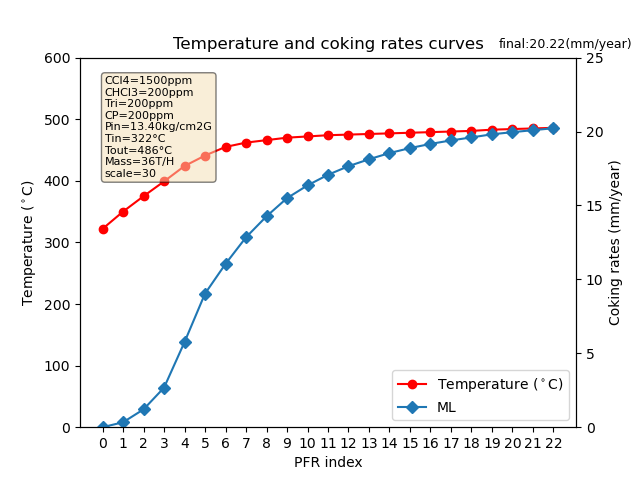 Temperature and coking rates curves
final:20.22(mm/year)
CCl4=1500ppm
CHCl3=200ppm
Tri=200ppm
CP=200ppm
Pin=13.40kg/cm2G
Tin=322°C
Tout=486°C
Mass=36T/H
scale=30
600
500
400
300
200
100
0
Temperature (°C)
25
20
15
10
5
0
Coking rates (mm/year)
Temperature (°C)
ML
0 1 2 3 4 5 6 7 8 9 10 11 12 13 14 15 16 17 18 19 20 21 22
PFR index